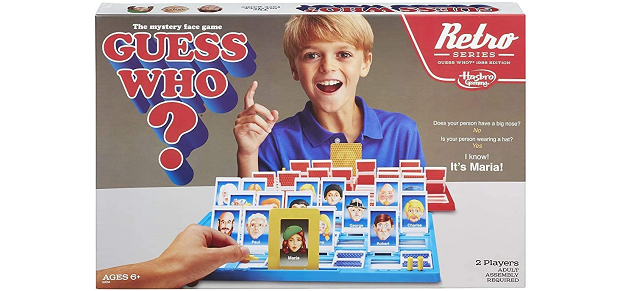 The mystery face game
GUESS
WHO
?
Retro
SERIES
GUESS WHO? 1988 EDITION
Hasbro
Gaming
Does your person have a big nose?
No
Is your person wearing a hat?
Yes
I know!
It's Maria!
Paul
George
Charles
Robert
Maria
AGES 6+
2 Players
ADULT
ASSEMBLY
REQUIRED